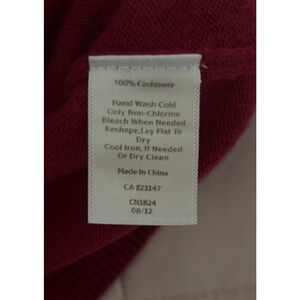 100% Cashmere
Hand Wash Cold
Only Non-Chlorine
Bleach When Needed
Reshape,Lay Flat To
Dry
Cool Iron, If Needed
Or Dry Clean
Made In China
CA 823147
CN1824
08/12